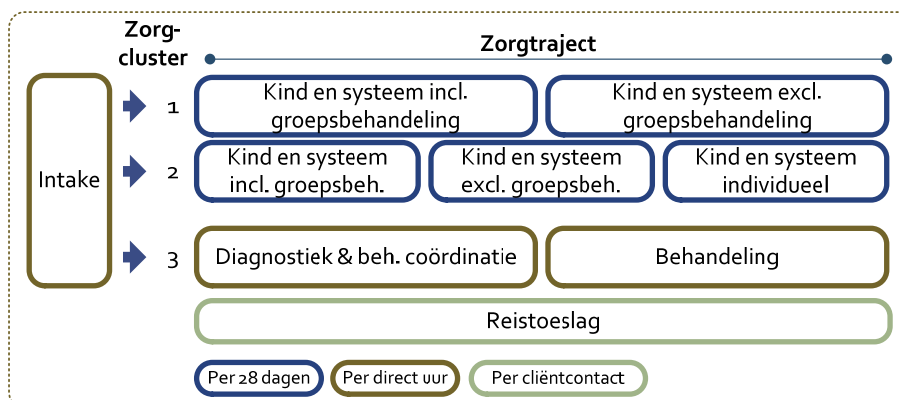 Zorg-
cluster
Zorgtraject
Intake
1
Kind en systeem incl.
groepsbehandeling
Kind en systeem excl.
groepsbehandeling
2
Kind en systeem
incl. groepsbeh.
Kind en systeem
excl. groepsbeh.
Kind en systeem
individueel
3
Diagnostiek & beh. coördinatie
Behandeling
Reistoeslag
Per 28 dagen
Per direct uur
Per cliëntcontact